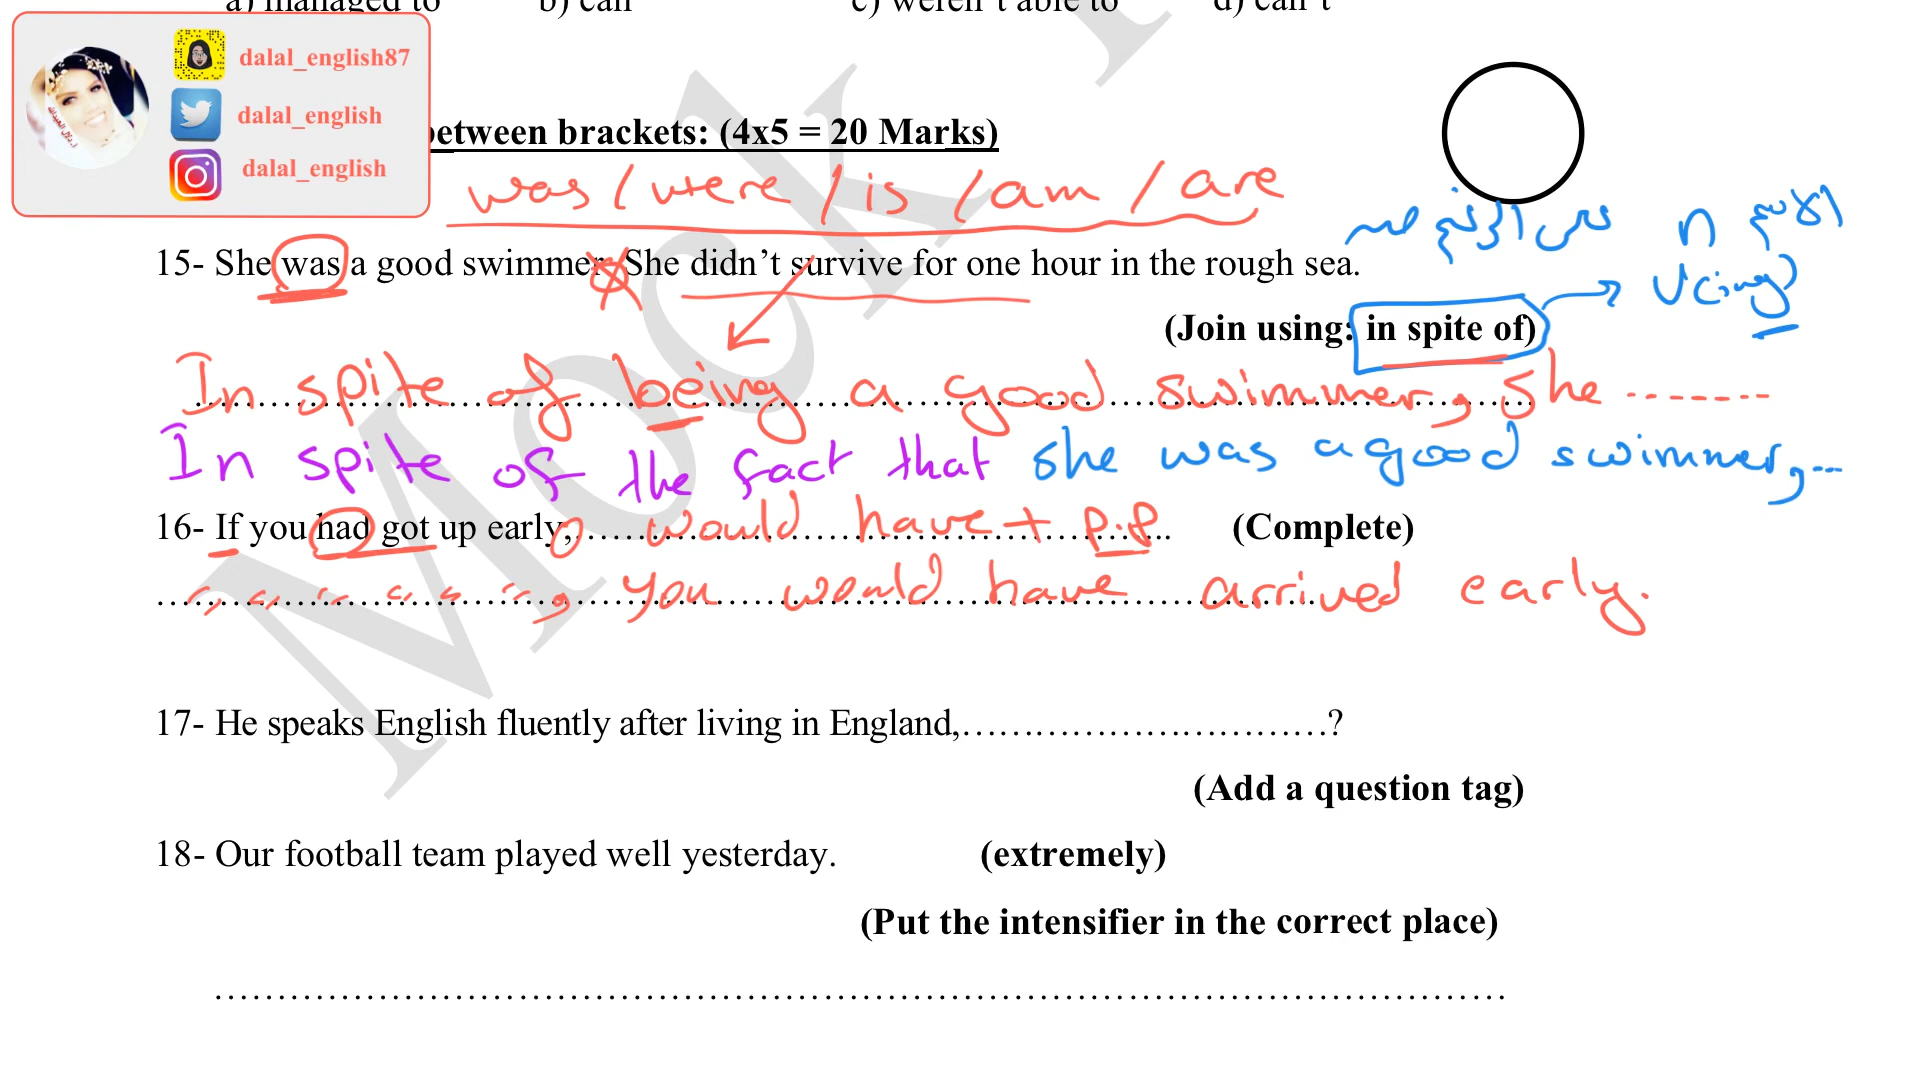 a) managed to b) can c) weren't able to d) can't
dalal_english87
dalal_english
dalal_english
between brackets: (4x5 = 20 Marks)
was / were / is / am / are
15- She was a good swimmer. She didn't survive for one hour in the rough sea.
n
v(ing)
(Join using: in spite of)
In spite of being a good swimmer, she -------
In spite of the fact that she was a good swimmer, ---
16- If you had got up early, would have + p.p. (Complete)
you would have arrived early.
17- He speaks English fluently after living in England,..............................?
(Add a question tag)
18- Our football team played well yesterday. (extremely)
(Put the intensifier in the correct place)
Mock